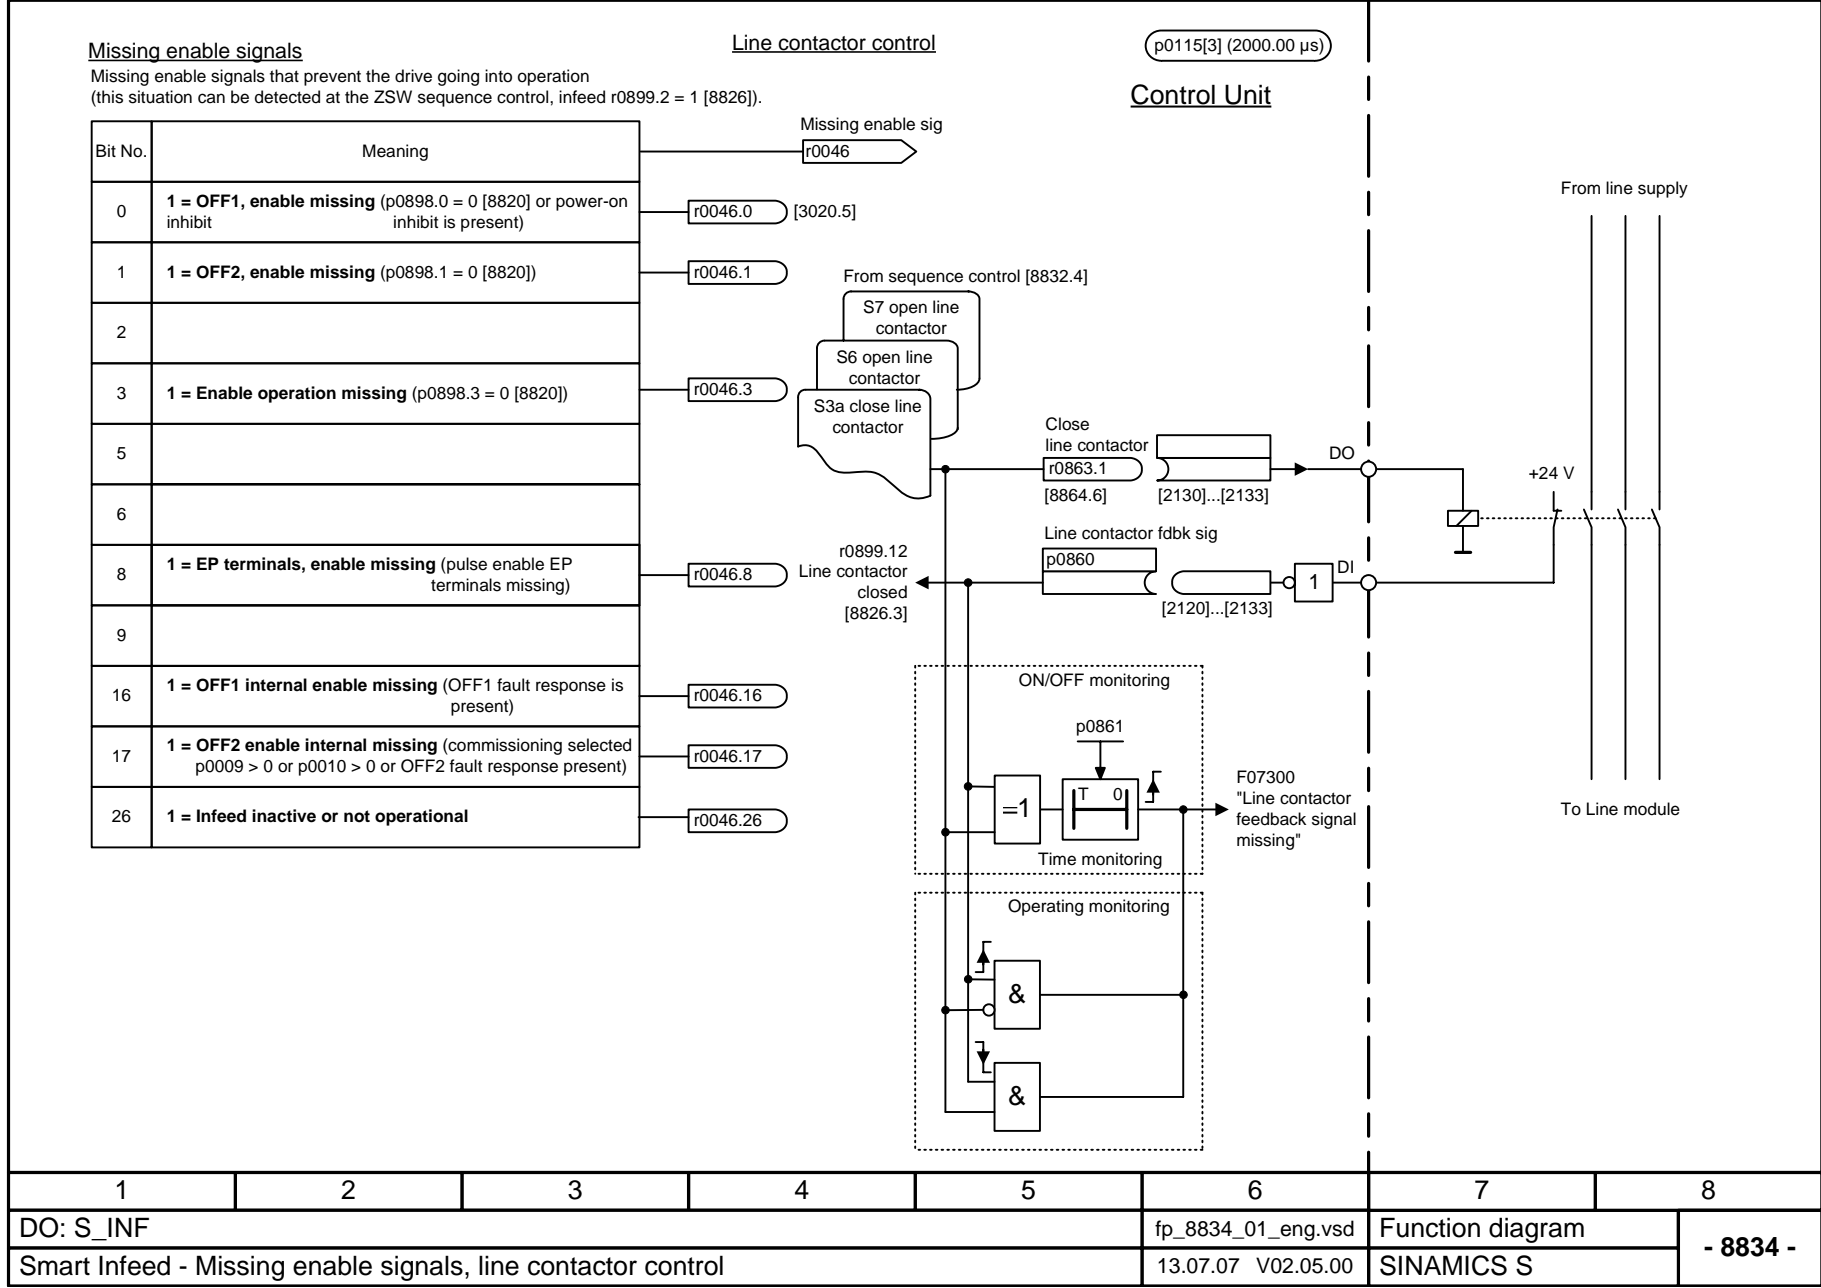 Missing enable signals
Missing enable signals that prevent the drive going into operation
(this situation can be detected at the ZSW sequence control, infeed r0899.2 = 1 [8826]).
Line contactor control
p0115[3] (2000.00 µs)
Control Unit
Bit No.
Meaning
Missing enable sig
r0046
0
1 = OFF1, enable missing (p0898.0 = 0 [8820] or power-on
inhibit inhibit is present)
r0046.0
[3020.5]
1
1 = OFF2, enable missing (p0898.1 = 0 [8820])
r0046.1
2
3
1 = Enable operation missing (p0898.3 = 0 [8820])
r0046.3
5
6
8
1 = EP terminals, enable missing (pulse enable EP
terminals missing)
r0046.8
9
16
1 = OFF1 internal enable missing (OFF1 fault response is
present)
r0046.16
17
1 = OFF2 enable internal missing (commissioning selected
p0009 > 0 or p0010 > 0 or OFF2 fault response present)
r0046.17
26
1 = Infeed inactive or not operational
r0046.26
From sequence control [8832.4]
S7 open line
contactor
S6 open line
contactor
S3a close line
contactor
Close
line contactor
r0863.1
[8864.6]
[2130]...[2133]
DO
Line contactor fdbk sig
p0860
[2120]...[2133]
1
DI
r0899.12
Line contactor
closed
[8826.3]
From line supply
+24 V
To Line module
ON/OFF monitoring
p0861
=1
T 0
Time monitoring
F07300
"Line contactor
feedback signal
missing"
Operating monitoring
&
&
1 2 3 4 5 6 7 8
DO: S_INF
fp_8834_01_eng.vsd
Function diagram
- 8834 -
Smart Infeed - Missing enable signals, line contactor control
13.07.07 V02.05.00
SINAMICS S